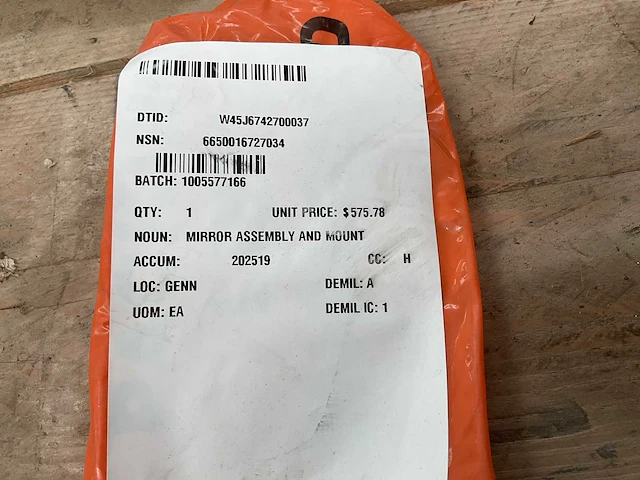 DTID: W45J6742700037
NSN: 6650016727034
BATCH: 1005577166
QTY: 1 UNIT PRICE: $575.78
NOUN: MIRROR ASSEMBLY AND MOUNT
ACCUM: 202519 CC: H
LOC: GENN DEMIL: A
UOM: EA DEMIL IC: 1